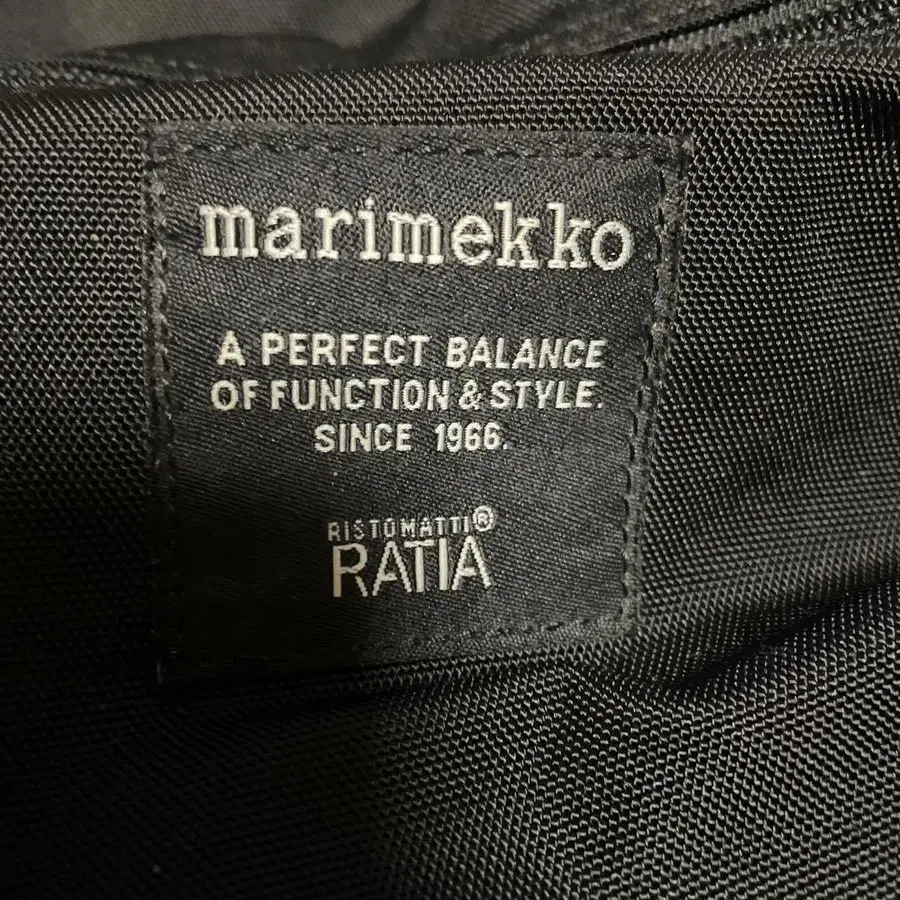 marimekko
A PERFECT BALANCE
OF FUNCTION & STYLE.
SINCE 1966.
RISTOMATTI®
RATIA